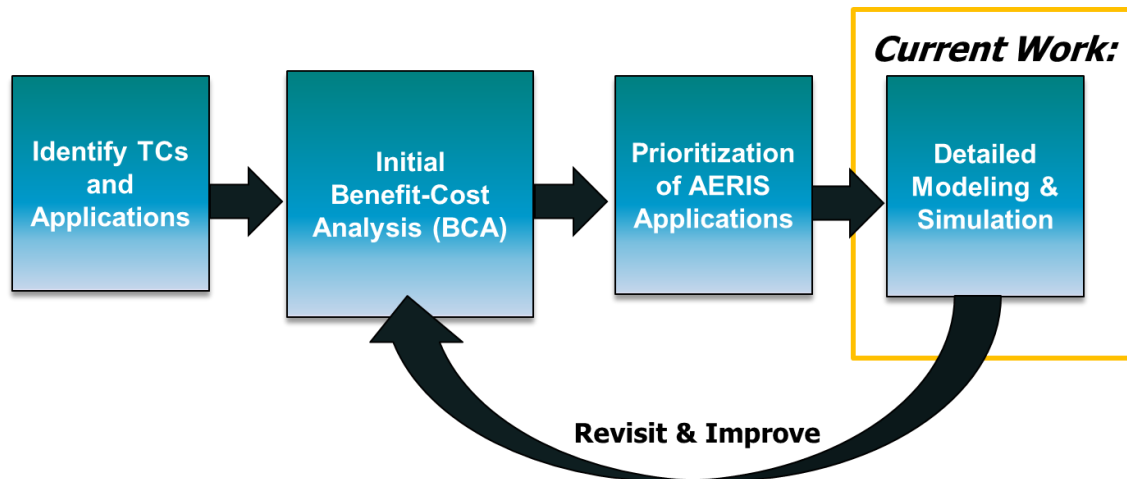 Current Work:
Identify TCs
and
Applications
Initial
Benefit-Cost
Analysis (BCA)
Prioritization
of AERIS
Applications
Detailed
Modeling &
Simulation
Revisit & Improve